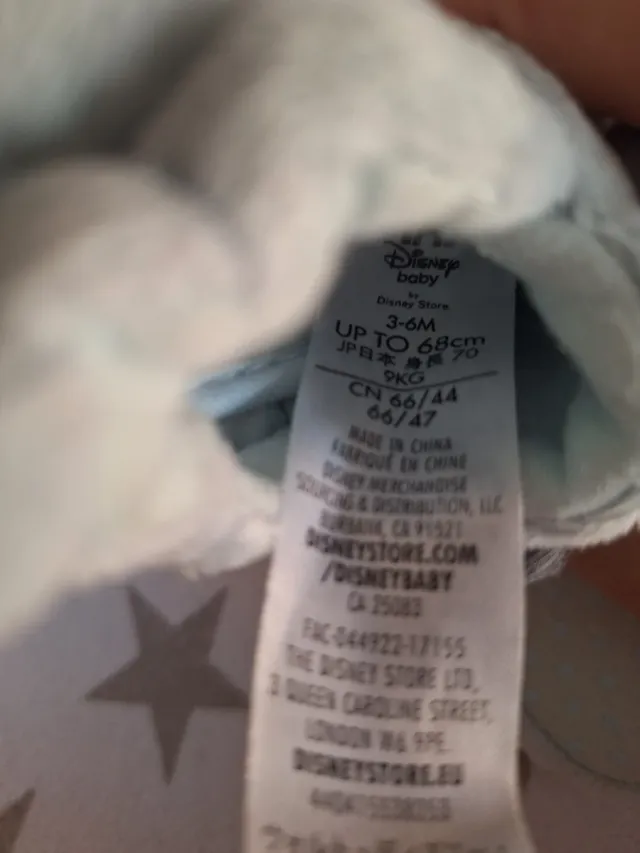 Disney
baby
by
Disney Store
3-6M
UP TO 68cm
JP日本 身長 70
9KG
CN 66/44
66/47
MADE IN CHINA
FABRIQUÉ EN CHINE
DISNEY MERCHANDISE
SOURCING & DISTRIBUTION, LLC
BURBANK, CA 91521
DISNEYSTORE.COM
/DISNEYBABY
CA 25083
FAC-044922-17155
THE DISNEY STORE LTD,
3 QUEEN CAROLINE STREET,
LONDON W6 9PE.
DISNEYSTORE.EU